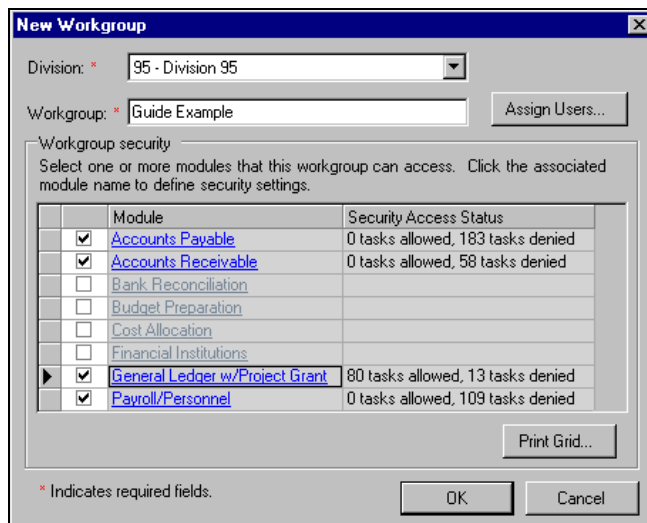 New Workgroup
Division: * 95 - Division 95
Workgroup: * Guide Example Assign Users...
Workgroup security
Select one or more modules that this workgroup can access. Click the associated
module name to define security settings.
Module Security Access Status
Accounts Payable 0 tasks allowed, 183 tasks denied
Accounts Receivable 0 tasks allowed, 58 tasks denied
Bank Reconciliation
Budget Preparation
Cost Allocation
Financial Institutions
General Ledger w/Project Grant 80 tasks allowed, 13 tasks denied
Payroll/Personnel 0 tasks allowed, 109 tasks denied
Print Grid...
* Indicates required fields. OK Cancel